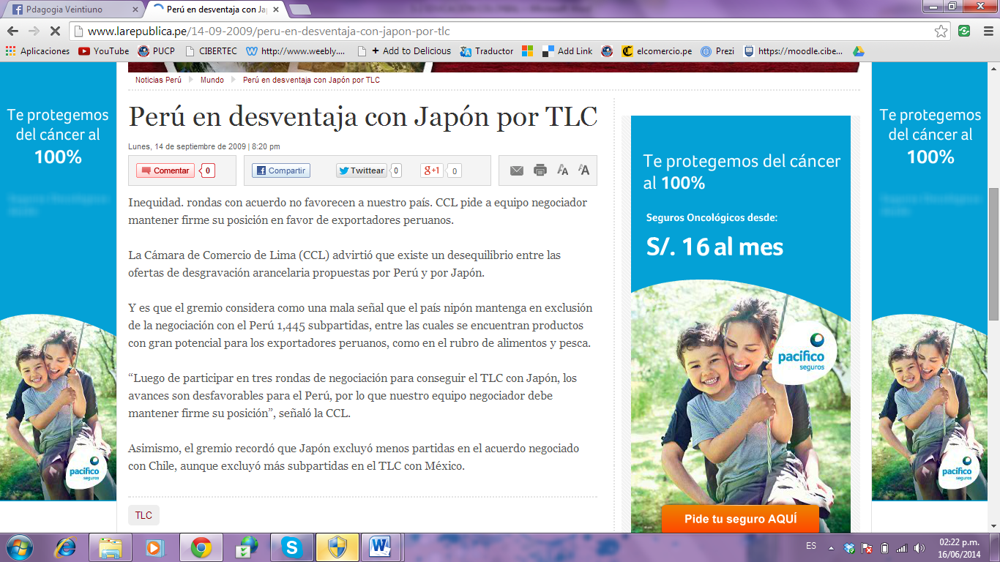 Pdagogia Veintiuno
Perú en desventaja con Ja
www.larepublica.pe/14-09-2009/peru-en-desventaja-con-japon-por-tlc
Aplicaciones YouTube PUCP CIBERTEC http://www.weebly.... + Add to Delicious Traductor Add Link elcomercio.pe Prezi https://moodle.cibe...
Noticias Perú Mundo Perú en desventaja con Japón por TLC
Te protegemos
del cáncer al
100%
pacifico
seguros
Perú en desventaja con Japón por TLC
Lunes, 14 de septiembre de 2009 | 8:20 pm
Comentar 0 Compartir Twittear 0 g+1 0 A A
Inequidad. rondas con acuerdo no favorecen a nuestro país. CCL pide a equipo negociador
mantener firme su posición en favor de exportadores peruanos.
La Cámara de Comercio de Lima (CCL) advirtió que existe un desequilibrio entre las
ofertas de desgravación arancelaria propuestas por Perú y por Japón.
Y es que el gremio considera como una mala señal que el país nipón mantenga en exclusión
de la negociación con el Perú 1,445 subpartidas, entre las cuales se encuentran productos
con gran potencial para los exportadores peruanos, como en el rubro de alimentos y pesca.
“Luego de participar en tres rondas de negociación para conseguir el TLC con Japón, los
avances son desfavorables para el Perú, por lo que nuestro equipo negociador debe
mantener firme su posición”, señaló la CCL.
Asimismo, el gremio recordó que Japón excluyó menos partidas en el acuerdo negociado
con Chile, aunque excluyó más subpartidas en el TLC con México.
TLC
Te protegemos del cáncer
al 100%
Seguros Oncológicos desde:
S/. 16 al mes
pacifico
seguros
Pide tu seguro AQUÍ
Te protegemos
del cáncer al
100%
pacifico
seguros
ES
02:22 p.m.
16/06/2014